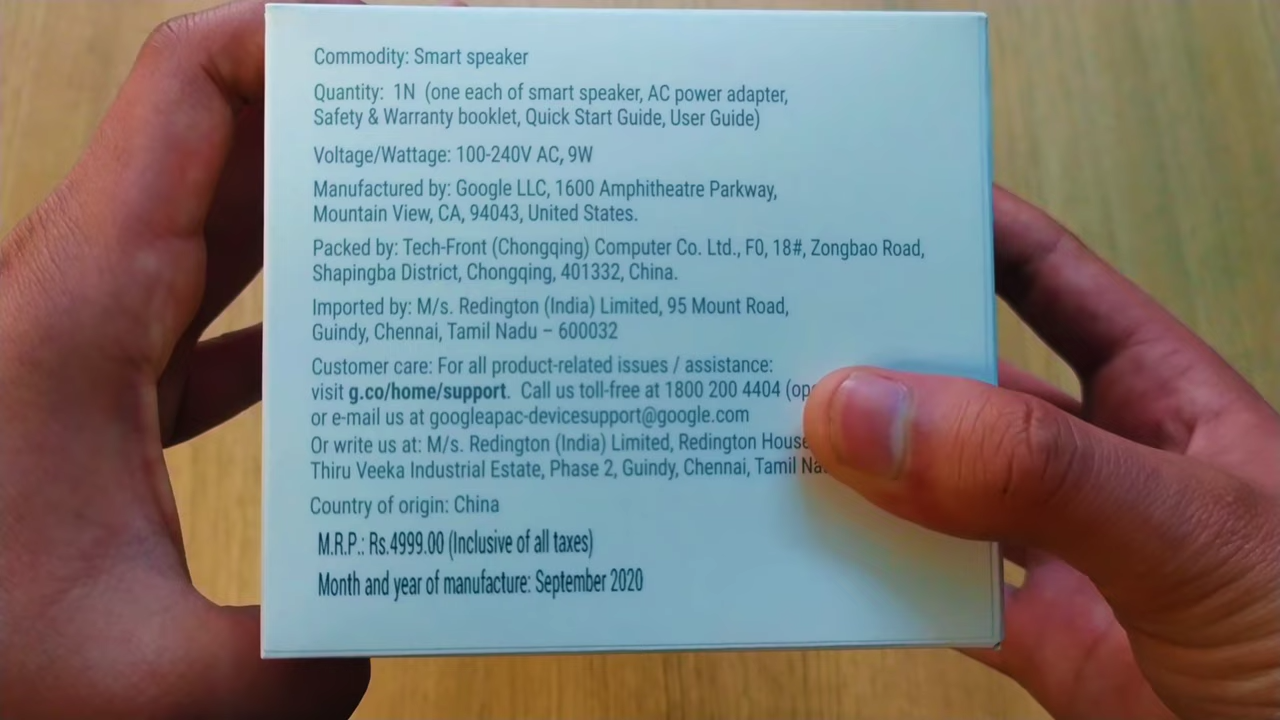 Commodity: Smart speaker
Quantity: 1N (one each of smart speaker, AC power adapter,
Safety & Warranty booklet, Quick Start Guide, User Guide)
Voltage/Wattage: 100-240V AC, 9W
Manufactured by: Google LLC, 1600 Amphitheatre Parkway,
Mountain View, CA, 94043, United States.
Packed by: Tech-Front (Chongqing) Computer Co. Ltd., F0, 18#, Zongbao Road,
Shapingba District, Chongqing, 401332, China.
Imported by: M/s. Redington (India) Limited, 95 Mount Road,
Guindy, Chennai, Tamil Nadu – 600032
Customer care: For all product-related issues / assistance:
visit g.co/home/support. Call us toll-free at 1800 200 4404
or e-mail us at googleapac-devicesupport@google.com
Or write us at: M/s. Redington (India) Limited, Redington House
Thiru Veeka Industrial Estate, Phase 2, Guindy, Chennai, Tamil
Country of origin: China
M.R.P.: Rs.4999.00 (Inclusive of all taxes)
Month and year of manufacture: September 2020